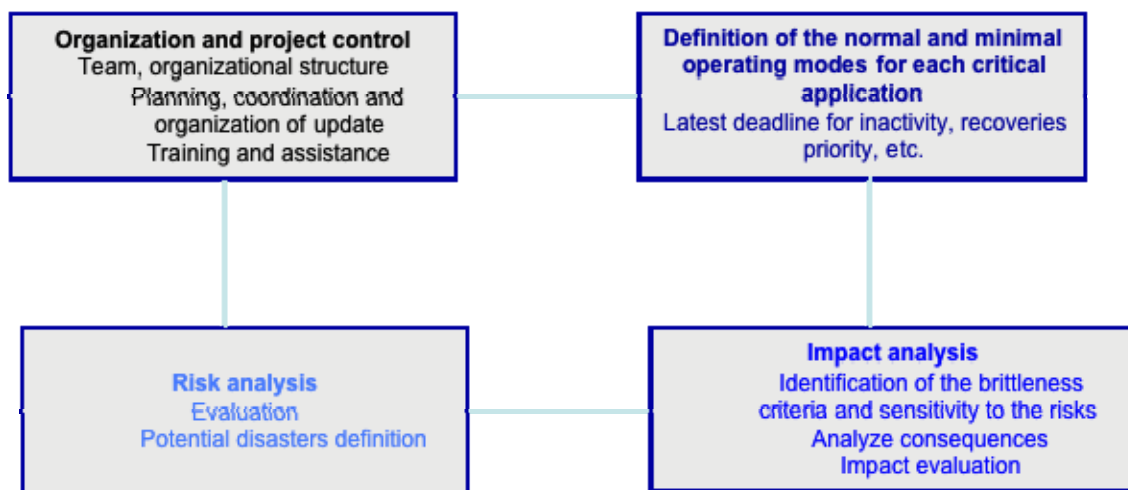 Organization and project control
Team, organizational structure
Planning, coordination and
organization of update
Training and assistance
Definition of the normal and minimal
operating modes for each critical
application
Latest deadline for inactivity, recoveries
priority, etc.
Risk analysis
Evaluation
Potential disasters definition
Impact analysis
Identification of the brittleness
criteria and sensitivity to the risks
Analyze consequences
Impact evaluation